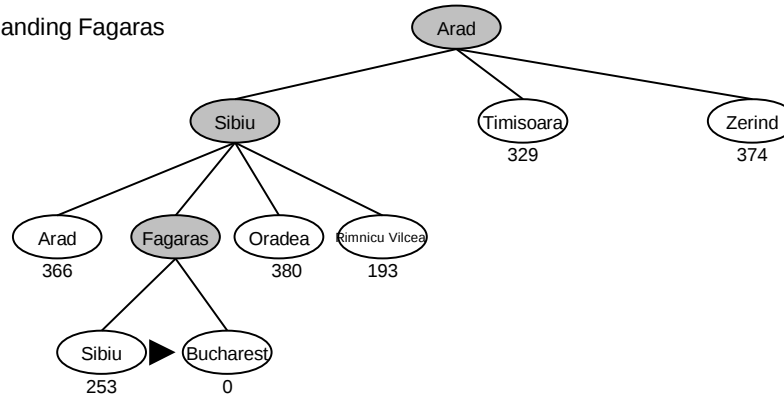 anding Fagaras
Arad
Sibiu
Timisoara
Zerind
329
374
Arad
Fagaras
Oradea
Rimnicu Vilcea
366
380
193
Sibiu
Bucharest
253
0